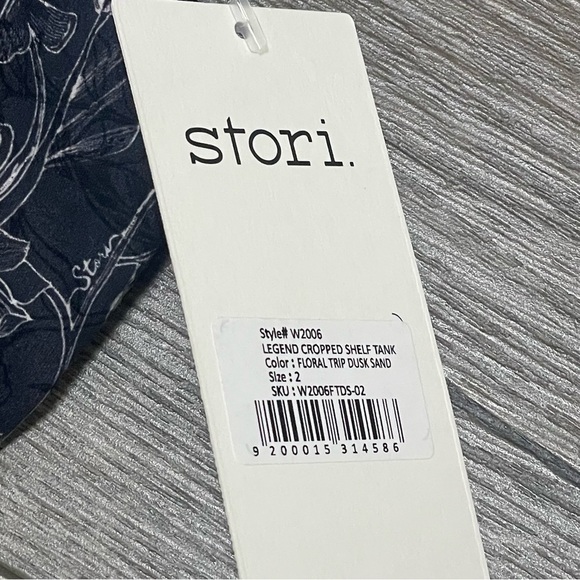 stori.
Stori
Style# W2006
LEGEND CROPPED SHELF TANK
Color : FLORAL TRIP DUSK SAND
Size : 2
SKU : W2006FTDS-02
9 200015 314586